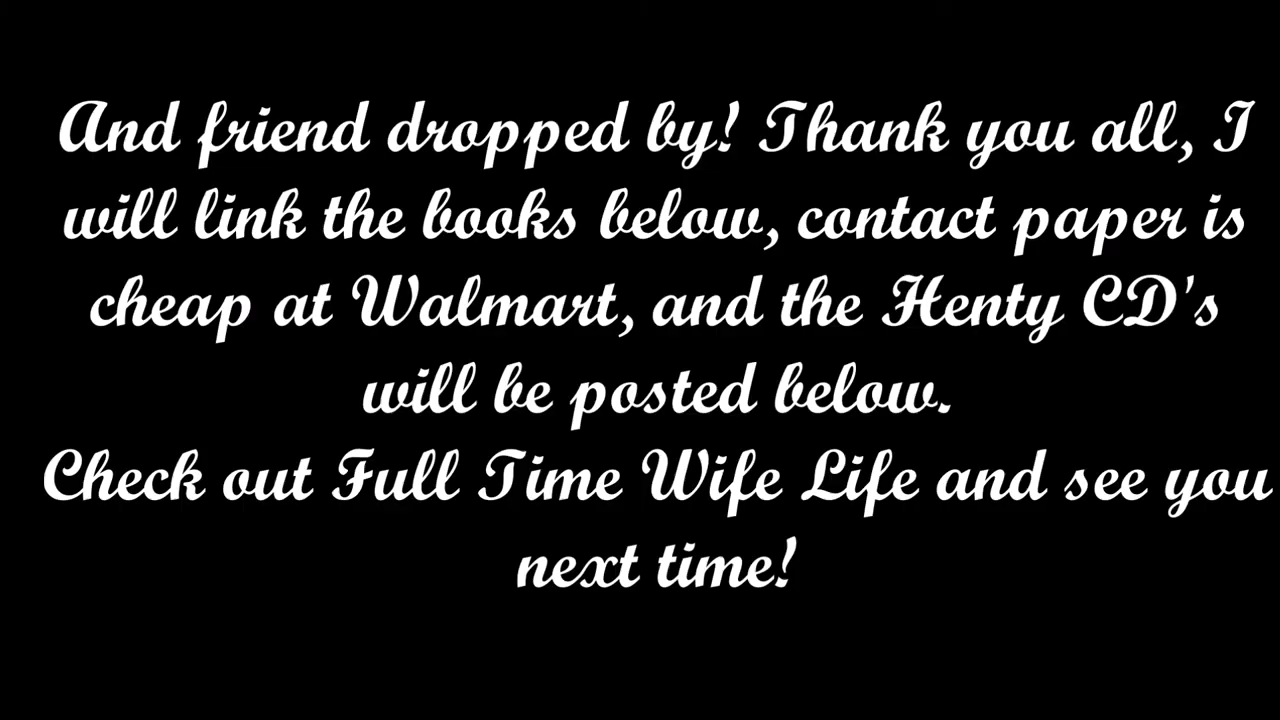 And friend dropped by! Thank you all, I
will link the books below, contact paper is
cheap at Walmart, and the Henty CD's
will be posted below.
Check out Full Time Wife Life and see you
next time!